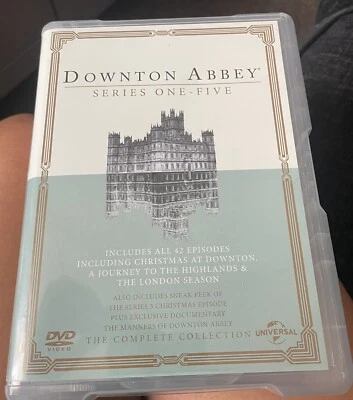 DOWNTON ABBEY
SERIES ONE-FIVE
INCLUDES ALL 42 EPISODES
INCLUDING CHRISTMAS AT DOWNTON,
A JOURNEY TO THE HIGHLANDS &
THE LONDON SEASON
ALSO INCLUDES SNEAK PEEK OF
THE SERIES 5 CHRISTMAS EPISODE
PLUS EXCLUSIVE DOCUMENTARY
THE MANNERS OF DOWNTON ABBEY
THE COMPLETE COLLECTION
DVD
VIDEO
UNIVERSAL